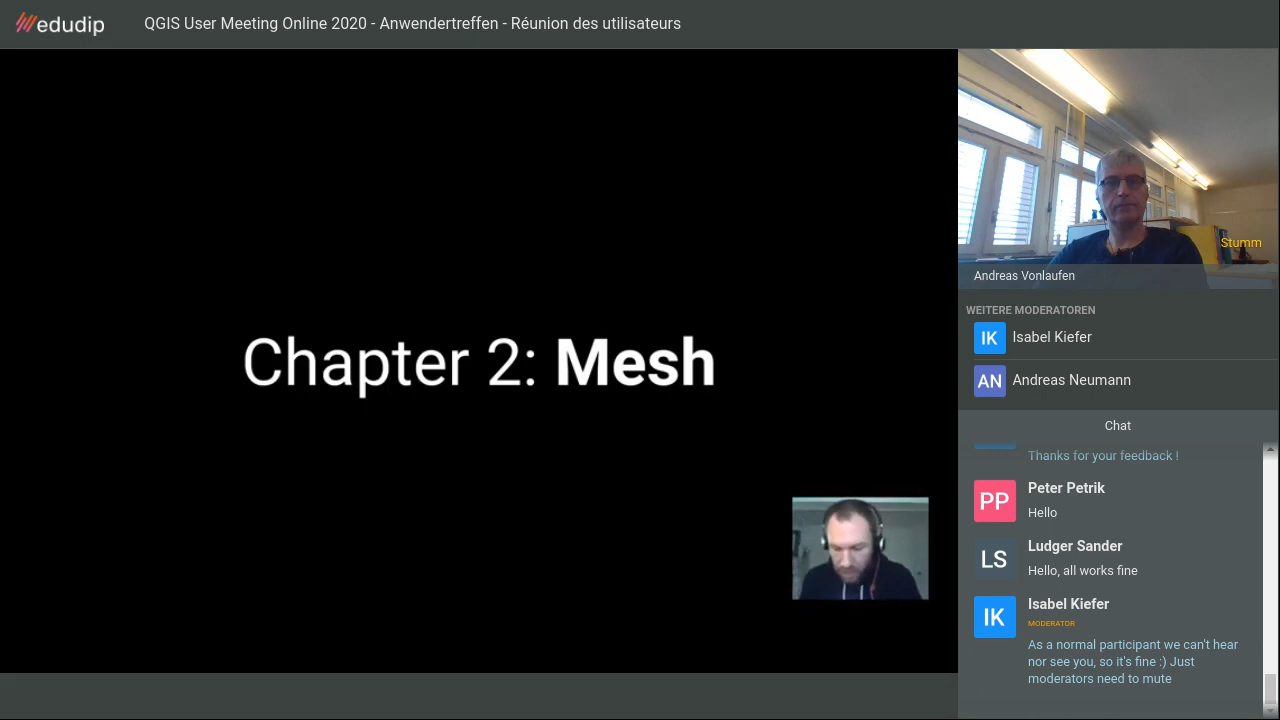 edudip
QGIS User Meeting Online 2020 - Anwendertreffen - Réunion des utilisateurs
Chapter 2: Mesh
Stumm
Andreas Vonlaufen
WEITERE MODERATOREN
IK Isabel Kiefer
AN Andreas Neumann
Chat
Thanks for your feedback !
PP Peter Petrik
Hello
LS Ludger Sander
Hello, all works fine
IK Isabel Kiefer
MODERATOR
As a normal participant we can't hear
nor see you, so it's fine :) Just
moderators need to mute